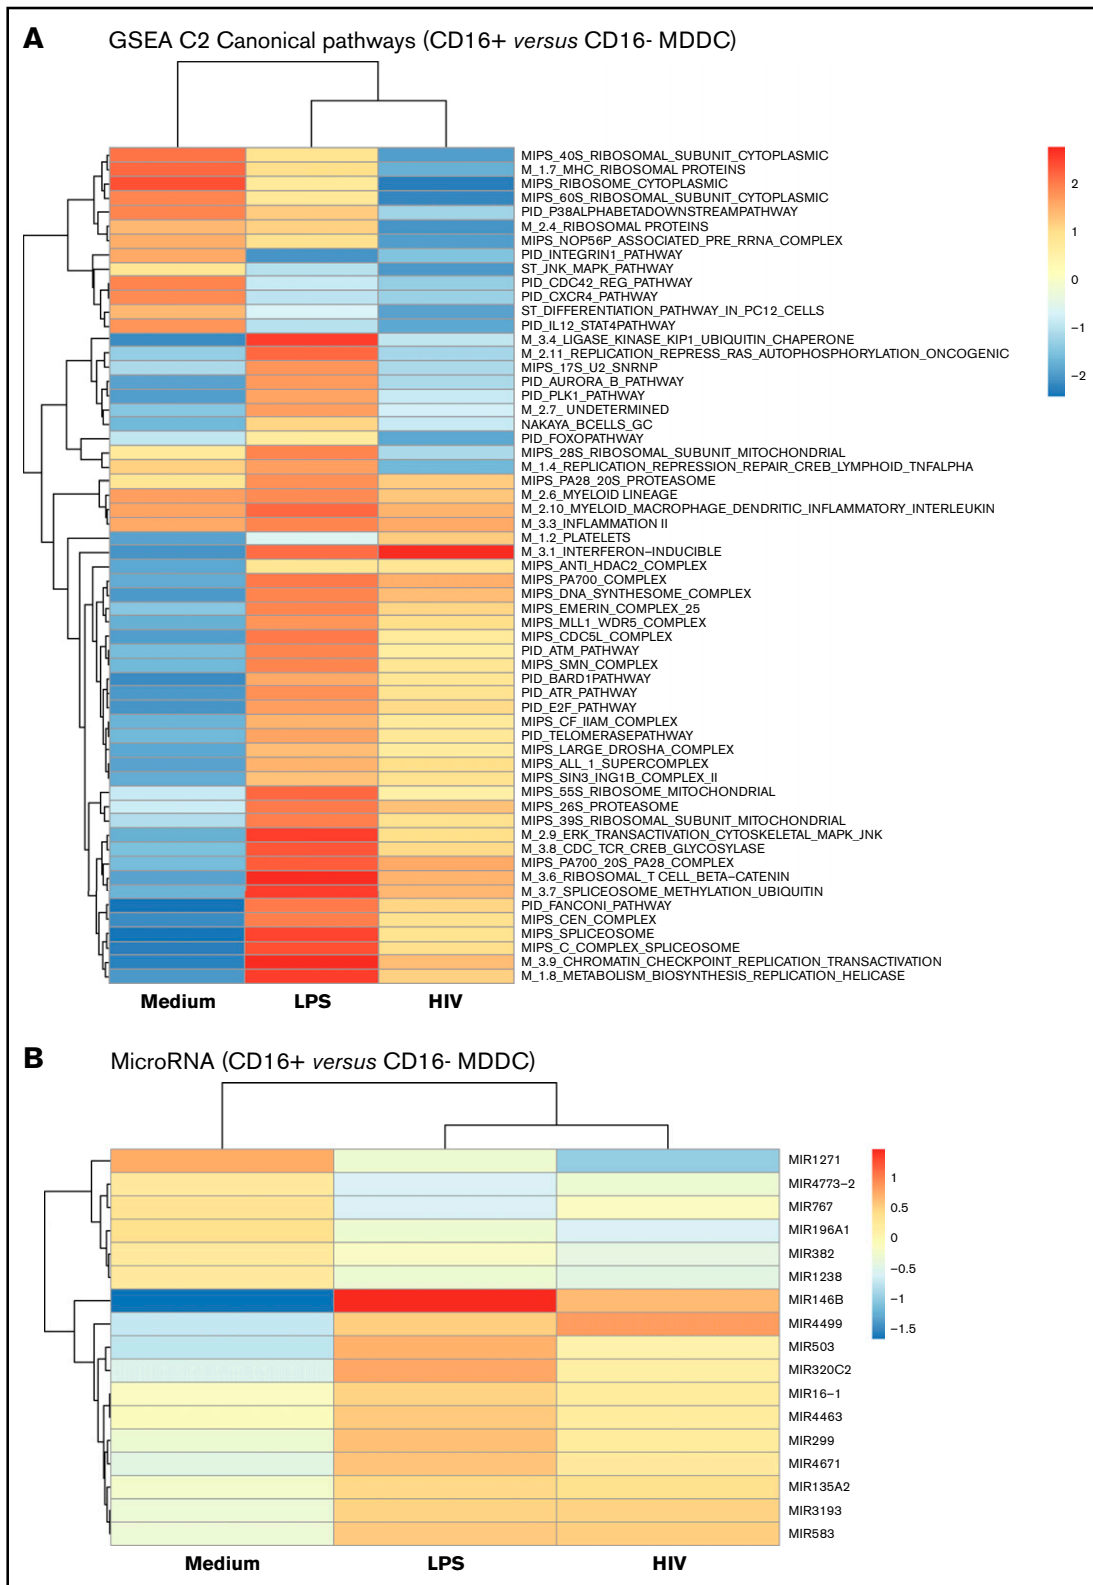 A GSEA C2 Canonical pathways (CD16+ versus CD16- MDDC)
MIPS_40S_RIBOSOMAL_SUBUNIT_CYTOPLASMIC
M_1.7_MHC_RIBOSOMAL PROTEINS
MIPS_RIBOSOME_CYTOPLASMIC
MIPS_60S_RIBOSOMAL_SUBUNIT_CYTOPLASMIC
PID_P38ALPHABETADOWNSTREAMPATHWAY
M_2.4_RIBOSOMAL PROTEINS
MIPS_NOP56P_ASSOCIATED_PRE_RRNA_COMPLEX
PID_INTEGRIN1_PATHWAY
ST_JNK_MAPK_PATHWAY
PID_CDC42_REG_PATHWAY
PID_CXCR4_PATHWAY
ST_DIFFERENTIATION_PATHWAY_IN_PC12_CELLS
PID_IL12_STAT4PATHWAY
M_3.4_LIGASE_KINASE_KIP1_UBIQUITIN_CHAPERONE
M_2.11_REPLICATION_REPRESS_RAS_AUTOPHOSPHORYLATION_ONCOGENIC
MIPS_17S_U2_SNRNP
PID_AURORA_B_PATHWAY
PID_PLK1_PATHWAY
M_2.7_ UNDETERMINED
NAKAYA_BCELLS_GC
PID_FOXOPATHWAY
MIPS_28S_RIBOSOMAL_SUBUNIT_MITOCHONDRIAL
M_1.4_REPLICATION_REPRESSION_REPAIR_CREB_LYMPHOID_TNFALPHA
MIPS_PA28_20S_PROTEASOME
M_2.6_MYELOID LINEAGE
M_2.10_MYELOID_MACROPHAGE_DENDRITIC_INFLAMMATORY_INTERLEUKIN
M_3.3_INFLAMMATION II
M_1.2_PLATELETS
M_3.1_INTERFERON−INDUCIBLE
MIPS_ANTI_HDAC2_COMPLEX
MIPS_PA700_COMPLEX
MIPS_DNA_SYNTHESOME_COMPLEX
MIPS_EMERIN_COMPLEX_25
MIPS_MLL1_WDR5_COMPLEX
MIPS_CDC5L_COMPLEX
PID_ATM_PATHWAY
MIPS_SMN_COMPLEX
PID_BARD1PATHWAY
PID_ATR_PATHWAY
PID_E2F_PATHWAY
MIPS_CF_IIAM_COMPLEX
PID_TELOMERASEPATHWAY
MIPS_LARGE_DROSHA_COMPLEX
MIPS_ALL_1_SUPERCOMPLEX
MIPS_SIN3_ING1B_COMPLEX_II
MIPS_55S_RIBOSOME_MITOCHONDRIAL
MIPS_26S_PROTEASOME
MIPS_39S_RIBOSOMAL_SUBUNIT_MITOCHONDRIAL
M_2.9_ERK_TRANSACTIVATION_CYTOSKELETAL_MAPK_JNK
M_3.8_CDC_TCR_CREB_GLYCOSYLASE
MIPS_PA700_20S_PA28_COMPLEX
M_3.6_RIBOSOMAL_T CELL_BETA−CATENIN
M_3.7_SPLICEOSOME_METHYLATION_UBIQUITIN
PID_FANCONI_PATHWAY
MIPS_CEN_COMPLEX
MIPS_SPLICEOSOME
MIPS_C_COMPLEX_SPLICEOSOME
M_3.9_CHROMATIN_CHECKPOINT_REPLICATION_TRANSACTIVATION
M_1.8_METABOLISM_BIOSYNTHESIS_REPLICATION_HELICASE
2
1
0
−1
−2
Medium LPS HIV
B MicroRNA (CD16+ versus CD16- MDDC)
MIR1271
MIR4773−2
MIR767
MIR196A1
MIR382
MIR1238
MIR146B
MIR4499
MIR503
MIR320C2
MIR16−1
MIR4463
MIR299
MIR4671
MIR135A2
MIR3193
MIR583
1
0.5
0
−0.5
−1
−1.5
Medium LPS HIV